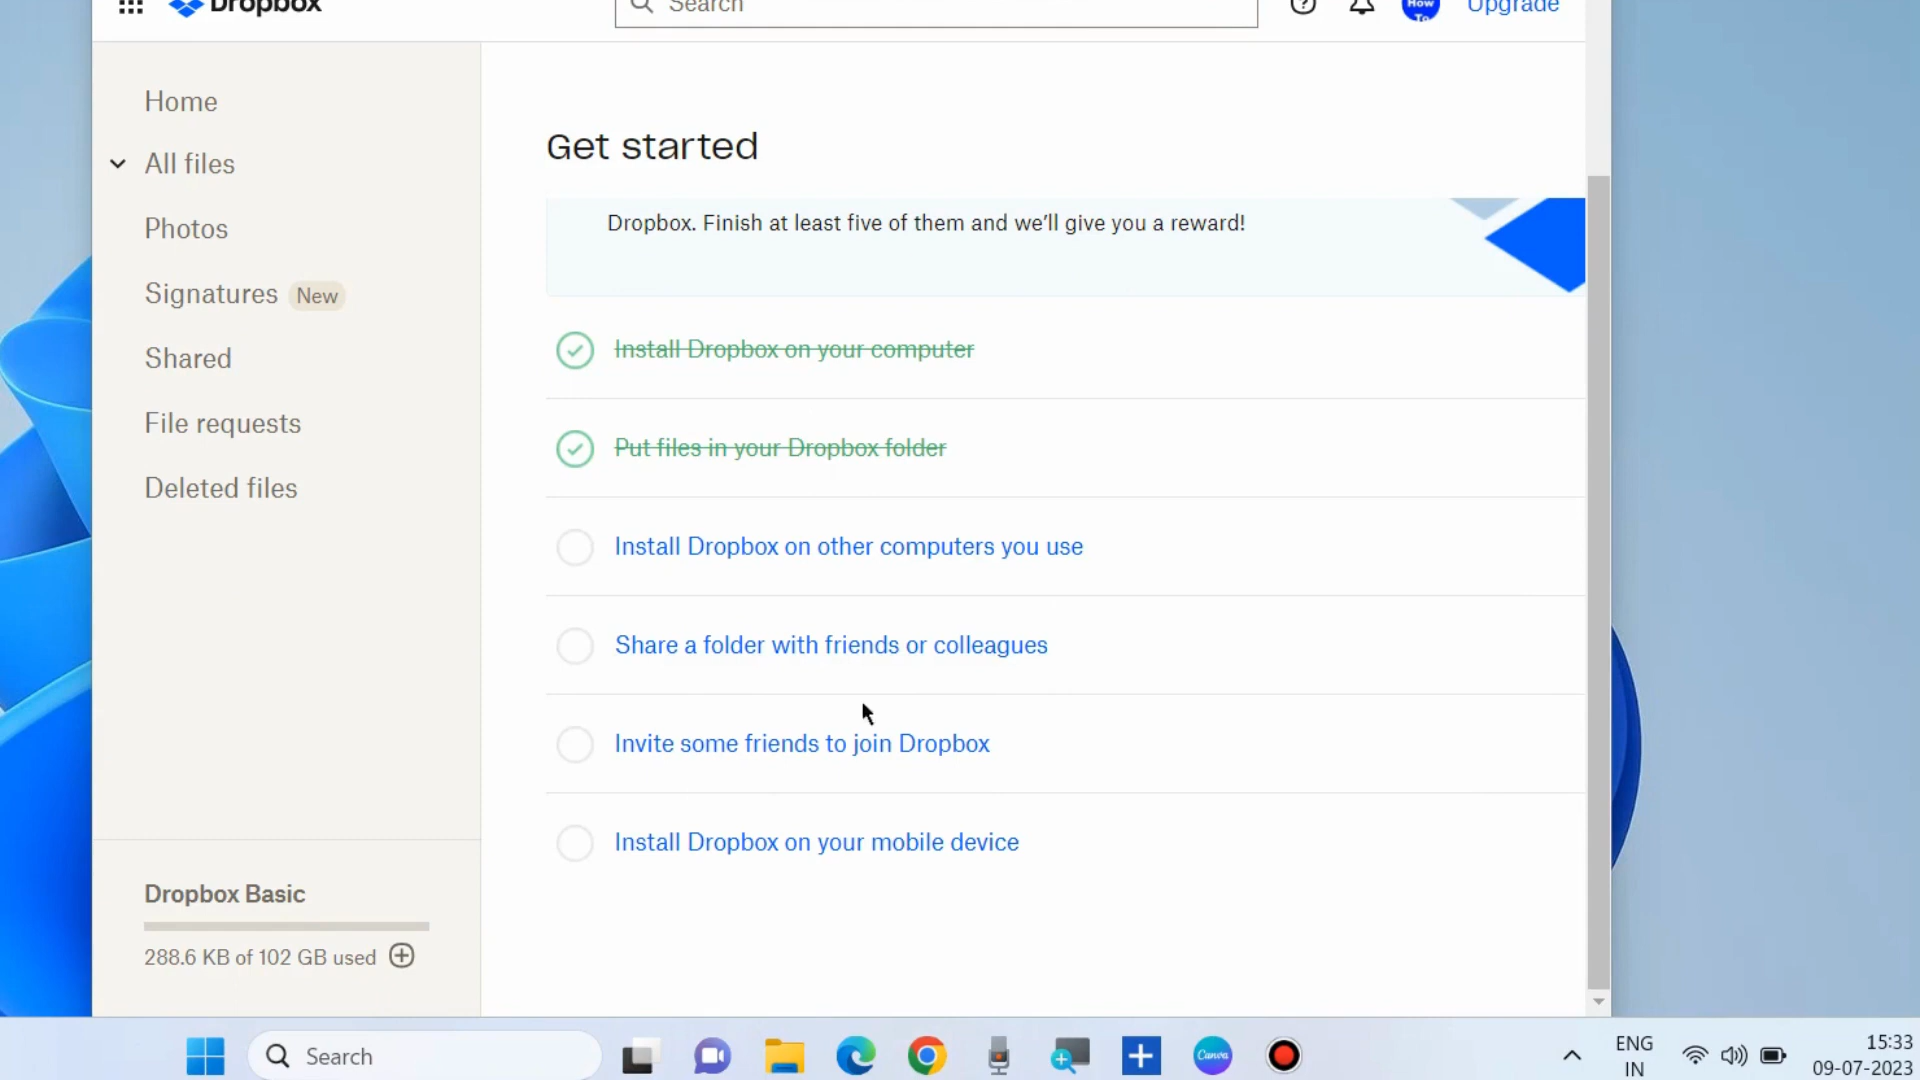 Dropbox
Search
How
To
Upgrade
Home
All files
Photos
Signatures New
Shared
File requests
Deleted files
Dropbox Basic
288.6 KB of 102 GB used
Get started
Dropbox. Finish at least five of them and we'll give you a reward!
Install Dropbox on your computer
Put files in your Dropbox folder
Install Dropbox on other computers you use
Share a folder with friends or colleagues
Invite some friends to join Dropbox
Install Dropbox on your mobile device
Search
Canva
ENG
IN
15:33
09-07-2023